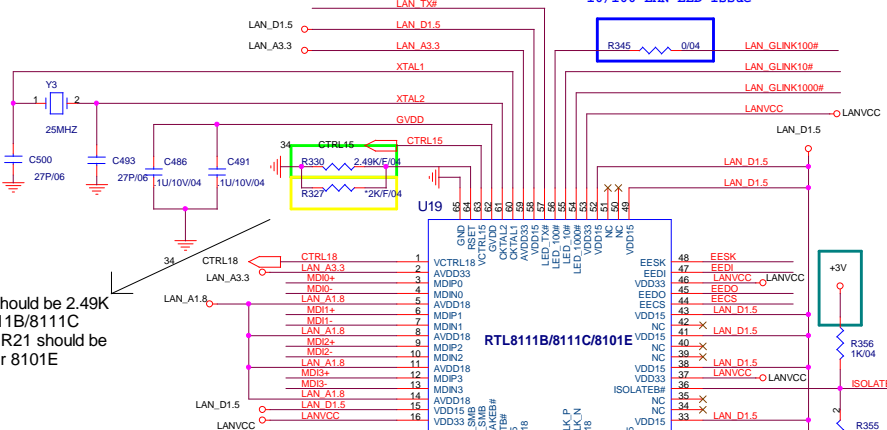 10/100 LAN LED issue
LAN_TX#
LAN_D1.5 LAN_D1.5
LAN_A3.3 LAN_A3.3
R345 0/04 LAN_GLINK100#
XTAL1 LAN_GLINK10#
Y3
1 2
25MHZ
XTAL2 LAN_GLINK1000#
GVDD LANVCC LANVCC
LAN_D1.5
34 CTRL15 CTRL15
C500 27P/06
C493 27P/06
C486 .1U/10V/04
C491 .1U/10V/04
R330 2.49K/F/04
R327 *2K/F/04
LAN_D1.5
LAN_D1.5
U19
65 64 63 62 61 60 59 58 57 56 55 54 53 52 51 50 49
GND RSET VCTRL15 GVDD CKTAL2 CKTAL1 AVDD33 VDD15 LED_TX# LED_100# LED_10# LED_1000# VDD33 VDD15 NC NC VDD15
34 CTRL18 CTRL18 1 VCTRL18
LAN_A3.3 LAN_A3.3 2 AVDD33
MDI0+ 3 MDIP0
MDI0- 4 MDIN0
LAN_A1.8 LAN_A1.8 5 AVDD18
MDI1+ 6 MDIP1
MDI1- 7 MDIN1
LAN_A1.8 8 AVDD18
MDI2+ 9 MDIP2
MDI2- 10 MDIN2
LAN_A1.8 11 AVDD18
MDI3+ 12 MDIP3
MDI3- 13 MDIN3
LAN_A1.8 14 AVDD18
LAN_D1.5 LAN_D1.5 15 VDD15
LANVCC LANVCC 16 VDD33
RTL8111B/8111C/8101E
EESK 48 EESK
EEDI 47 EEDI
VDD33 46 LANVCC LANVCC
EEDO 45 EEDO
EECS 44 EECS
VDD15 43 LAN_D1.5
NC 42
VDD15 41 LAN_D1.5
NC 40
NC 39
VDD15 38 LAN_D1.5
VDD33 37 LANVCC LANVCC
ISOLATEB# 36 ISOLATE
NC 35
NC 34
VDD15 33 LAN_D1.5
+3V
R356
1K/04
2
R355
hould be 2.49K
11B/8111C
R21 should be
r 8101E